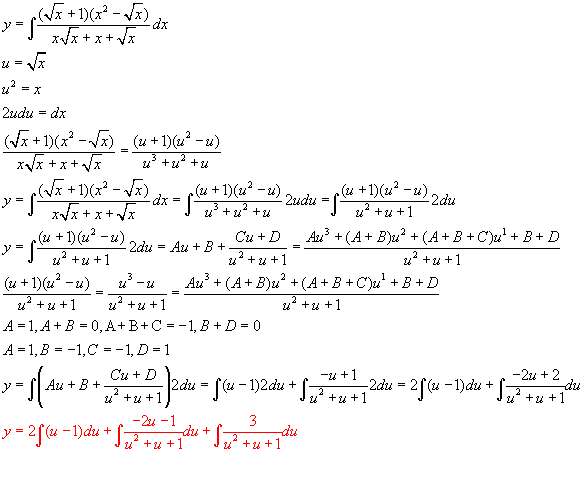 y = ∫ (√x + 1)(x² − √x) / (x√x + x + √x) dx
u = √x
u² = x
2udu = dx
(√x + 1)(x² − √x) / (x√x + x + √x) = (u + 1)(u² − u) / (u³ + u² + u)
y = ∫ (√x + 1)(x² − √x) / (x√x + x + √x) dx = ∫ (u + 1)(u² − u) / (u³ + u² + u) 2udu = ∫ (u + 1)(u² − u) / (u² + u + 1) 2du
y = ∫ (u + 1)(u² − u) / (u² + u + 1) 2du = Au + B + (Cu + D) / (u² + u + 1) = (Au³ + (A + B)u² + (A + B + C)u¹ + B + D) / (u² + u + 1)
(u + 1)(u² − u) / (u² + u + 1) = (u³ − u) / (u² + u + 1) = (Au³ + (A + B)u² + (A + B + C)u¹ + B + D) / (u² + u + 1)
A = 1, A + B = 0, A + B + C = −1, B + D = 0
A = 1, B = −1, C = −1, D = 1
y = ∫ (Au + B + (Cu + D) / (u² + u + 1)) 2du = ∫ (u − 1)2du + ∫ (−u + 1) / (u² + u + 1) 2du = 2∫ (u − 1)du + ∫ (−2u + 2) / (u² + u + 1) du
y = 2∫ (u − 1)du + ∫ (−2u − 1) / (u² + u + 1) du + ∫ 3 / (u² + u + 1) du